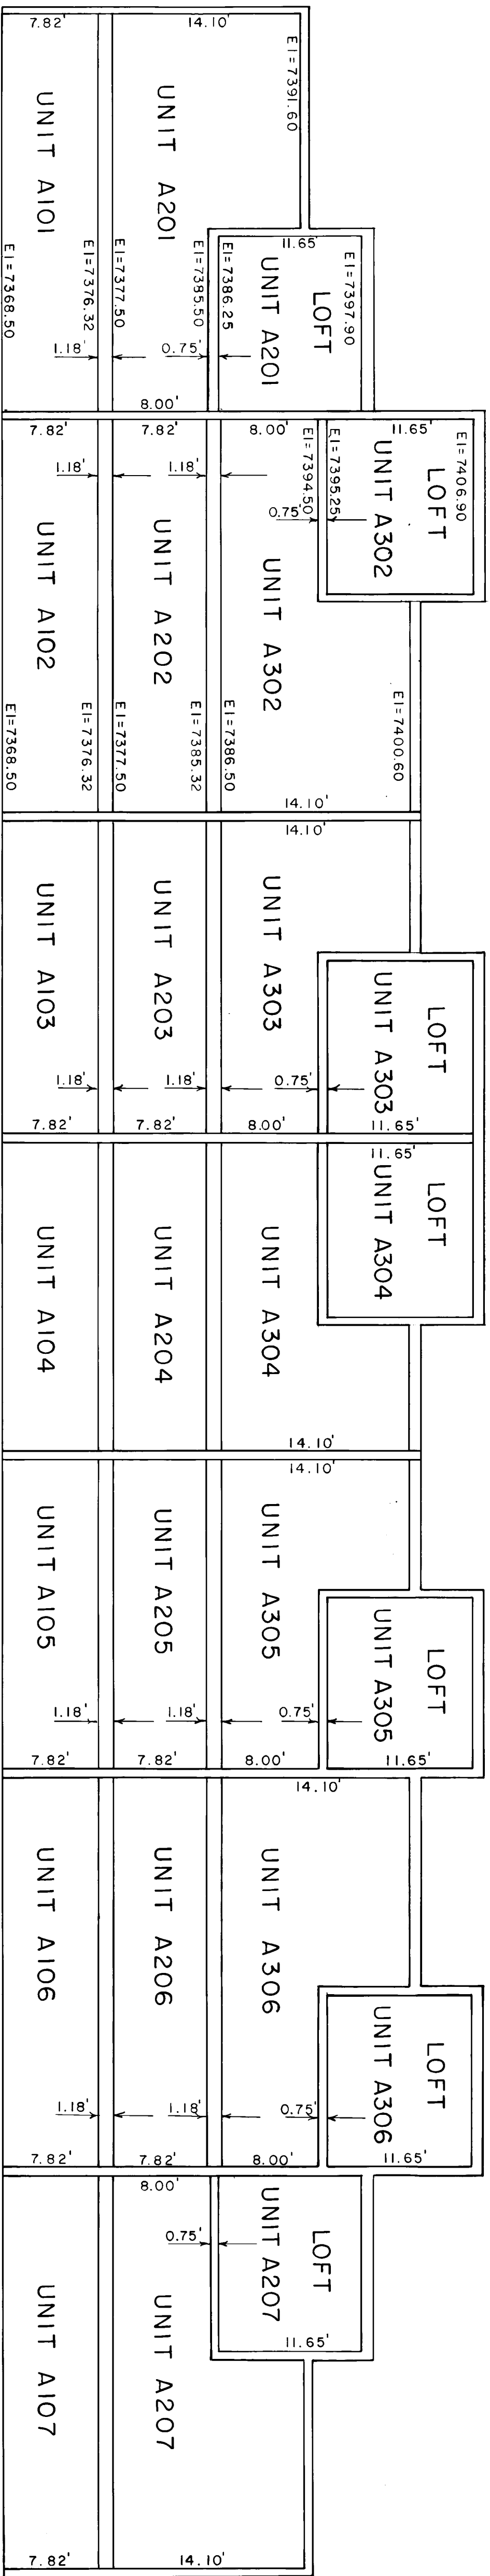 7.82'
14.10'
El=7391.60
UNIT A101
UNIT A201
11.65'
El=7368.50
El=7376.32
El=7377.50
El=7385.50
El=7386.25
UNIT A201
LOFT
El=7397.90
1.18'
0.75'
8.00'
7.82'
7.82'
8.00'
11.65'
El=7394.50
El=7395.25
UNIT A302
LOFT
El=7406.90
1.18'
1.18'
0.75'
UNIT A102
UNIT A202
UNIT A302
El=7368.50
El=7376.32
El=7377.50
El=7385.32
El=7386.50
El=7400.60
14.10'
14.10'
UNIT A103
UNIT A203
UNIT A303
UNIT A303
LOFT
1.18'
1.18'
0.75'
7.82'
7.82'
8.00'
11.65'
11.65'
UNIT A304
LOFT
UNIT A104
UNIT A204
UNIT A304
14.10'
14.10'
UNIT A105
UNIT A205
UNIT A305
UNIT A305
LOFT
1.18'
1.18'
0.75'
7.82'
7.82'
8.00'
11.65'
14.10'
UNIT A106
UNIT A206
UNIT A306
UNIT A306
LOFT
1.18'
1.18'
0.75'
7.82'
7.82'
8.00'
11.65'
8.00'
0.75'
UNIT A207
LOFT
11.65'
UNIT A107
UNIT A207
7.82'
14.10'